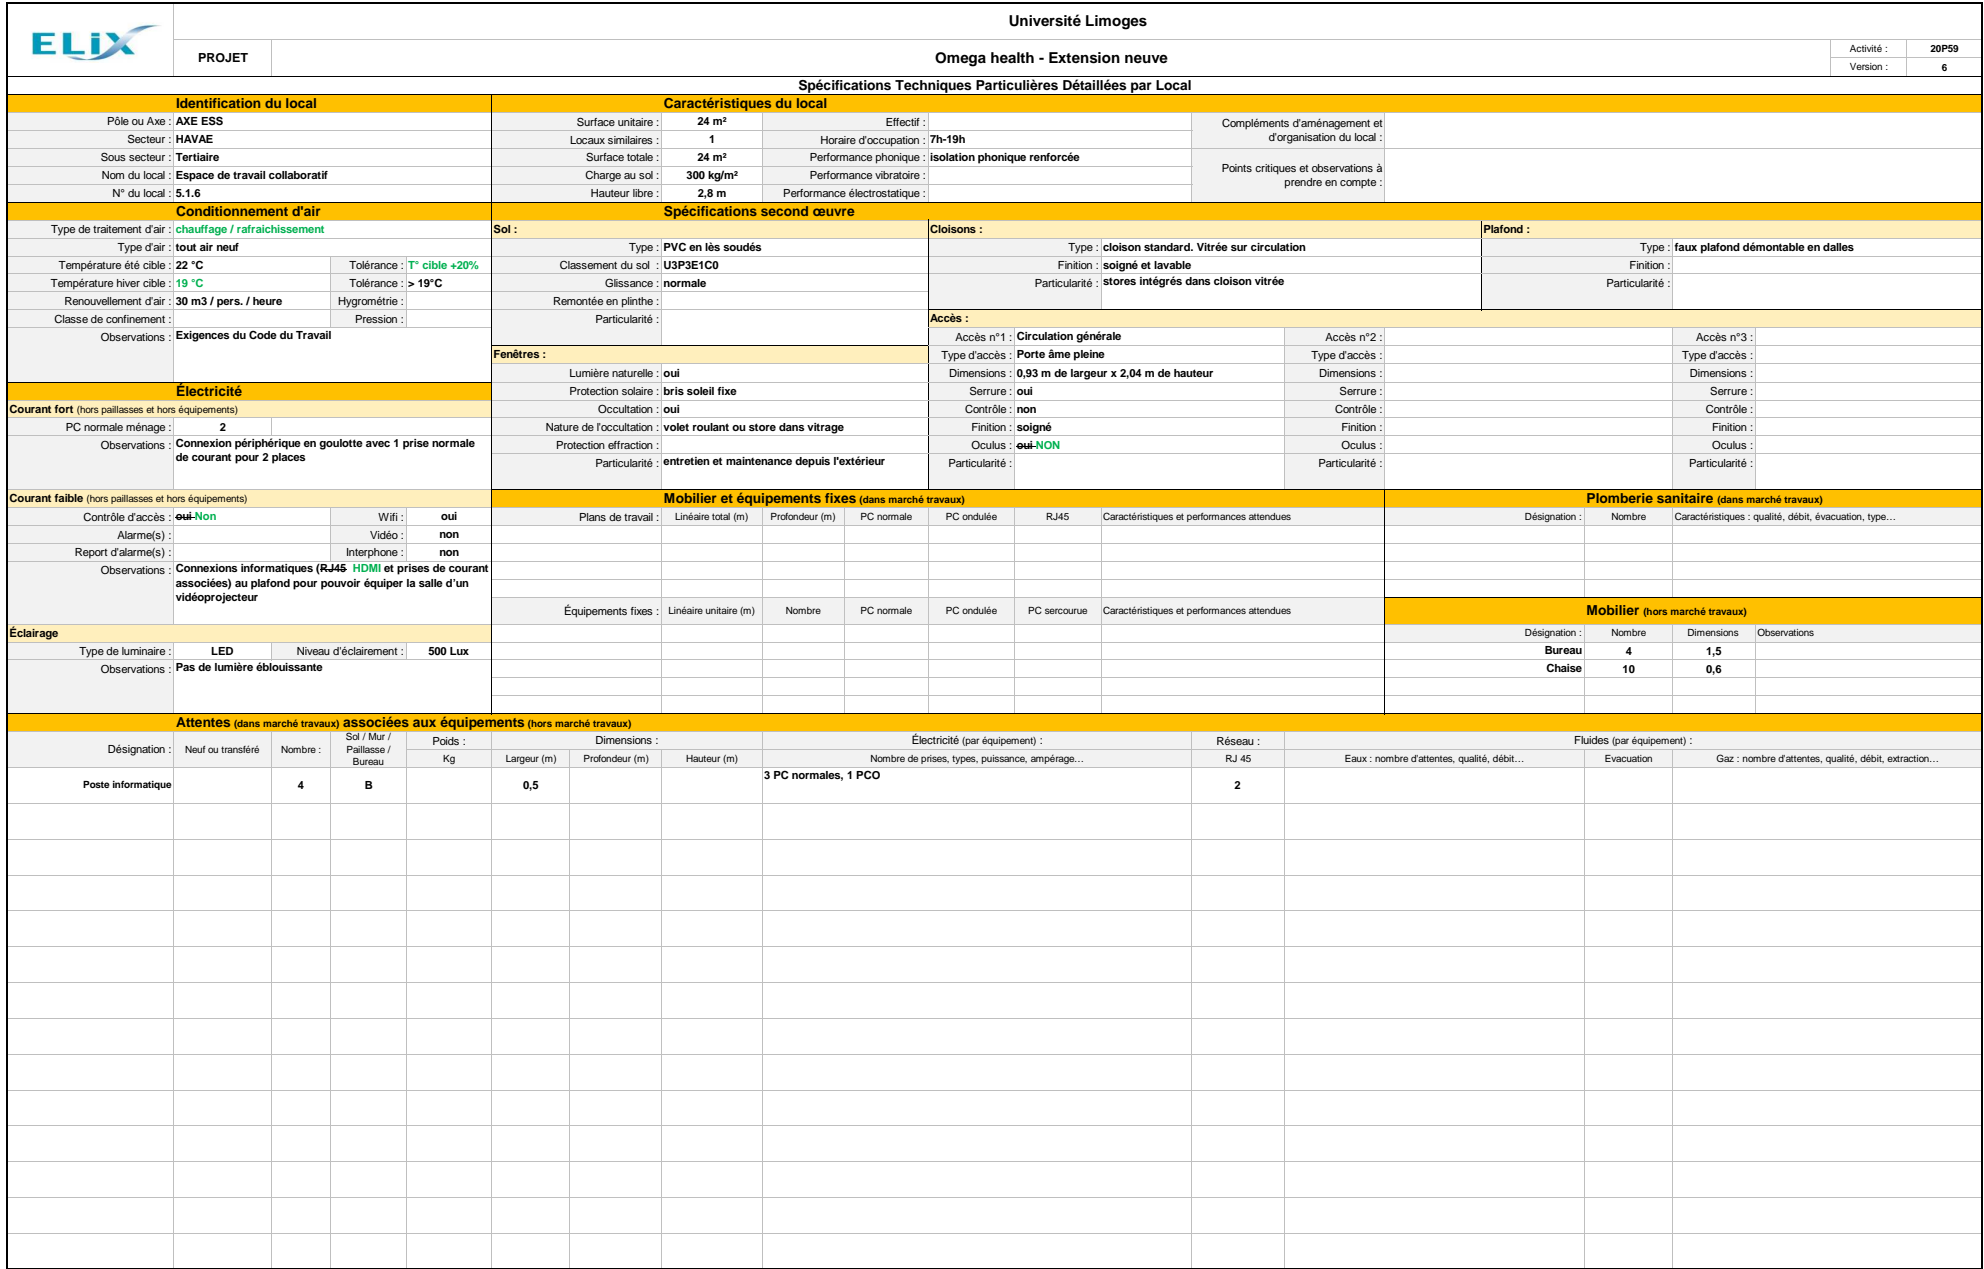 ELiX
Université Limoges
PROJET
Omega health - Extension neuve
Activité : 20P59
Version : 6
Spécifications Techniques Particulières Détaillées par Local
Identification du local
Pôle ou Axe : AXE ESS
Secteur : HAVAE
Sous secteur : Tertiaire
Nom du local : Espace de travail collaboratif
N° du local : 5.1.6
Caractéristiques du local
Surface unitaire : 24 m² Effectif :
Locaux similaires : 1 Horaire d'occupation : 7h-19h
Surface totale : 24 m² Performance phonique : isolation phonique renforcée
Charge au sol : 300 kg/m² Performance vibratoire :
Hauteur libre : 2,8 m Performance électrostatique :
Compléments d'aménagement et
d'organisation du local :
Points critiques et observations à
prendre en compte :
Conditionnement d'air
Type de traitement d'air : chauffage / rafraichissement
Type d'air : tout air neuf
Température été cible : 22 °C Tolérance : T° cible +20%
Température hiver cible : 19 °C Tolérance : > 19°C
Renouvellement d'air : 30 m3 / pers. / heure Hygrométrie :
Classe de confinement : Pression :
Observations : Exigences du Code du Travail
Spécifications second œuvre
Sol :
Type : PVC en lès soudés
Classement du sol : U3P3E1C0
Glissance : normale
Remontée en plinthe :
Particularité :
Cloisons :
Type : cloison standard. Vitrée sur circulation
Finition : soigné et lavable
Particularité : stores intégrés dans cloison vitrée
Plafond :
Type : faux plafond démontable en dalles
Finition :
Particularité :
Fenêtres :
Lumière naturelle : oui
Protection solaire : bris soleil fixe
Occultation : oui
Nature de l'occultation : volet roulant ou store dans vitrage
Protection effraction :
Particularité : entretien et maintenance depuis l'extérieur
Accès :
Accès n°1 : Circulation générale Accès n°2 : Accès n°3 :
Type d'accès : Porte âme pleine Type d'accès : Type d'accès :
Dimensions : 0,93 m de largeur x 2,04 m de hauteur Dimensions : Dimensions :
Serrure : oui Serrure : Serrure :
Contrôle : non Contrôle : Contrôle :
Finition : soigné Finition : Finition :
Oculus : oui NON Oculus : Oculus :
Particularité : Particularité : Particularité :
Électricité
Courant fort (hors paillasses et hors équipements)
PC normale ménage : 2
Observations : Connexion périphérique en goulotte avec 1 prise normale
de courant pour 2 places
Courant faible (hors paillasses et hors équipements)
Contrôle d'accès : oui Non Wifi : oui
Alarme(s) : Vidéo : non
Report d'alarme(s) : Interphone : non
Observations : Connexions informatiques (RJ45 HDMI et prises de courant
associées) au plafond pour pouvoir équiper la salle d'un
vidéoprojecteur
Éclairage
Type de luminaire : LED Niveau d'éclairement : 500 Lux
Observations : Pas de lumière éblouissante
Mobilier et équipements fixes (dans marché travaux)
Plans de travail : Linéaire total (m) Profondeur (m) PC normale PC ondulée RJ45 Caractéristiques et performances attendues
Équipements fixes : Linéaire unitaire (m) Nombre PC normale PC ondulée PC sercourue Caractéristiques et performances attendues
Plomberie sanitaire (dans marché travaux)
Désignation : Nombre Caractéristiques : qualité, débit, évacuation, type…
Mobilier (hors marché travaux)
Désignation : Nombre Dimensions Observations
Bureau 4 1,5
Chaise 10 0,6
Attentes (dans marché travaux) associées aux équipements (hors marché travaux)
Désignation : Neuf ou transféré Nombre : Sol / Mur /
Paillasse /
Bureau
Poids : Dimensions : Électricité (par équipement) : Réseau : Fluides (par équipement) :
Kg Largeur (m) Profondeur (m) Hauteur (m) Nombre de prises, types, puissance, ampérage… RJ 45 Eaux : nombre d'attentes, qualité, débit… Evacuation Gaz : nombre d'attentes, qualité, débit, extraction…
Poste informatique 4 B 0,5 3 PC normales, 1 PCO 2